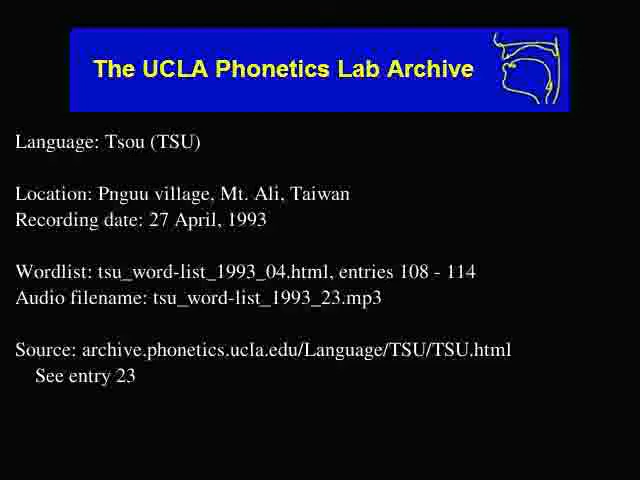 The UCLA Phonetics Lab Archive
Language: Tsou (TSU)
Location: Pnguu village, Mt. Ali, Taiwan
Recording date: 27 April, 1993
Wordlist: tsu_word-list_1993_04.html, entries 108 - 114
Audio filename: tsu_word-list_1993_23.mp3
Source: archive.phonetics.ucla.edu/Language/TSU/TSU.html
See entry 23